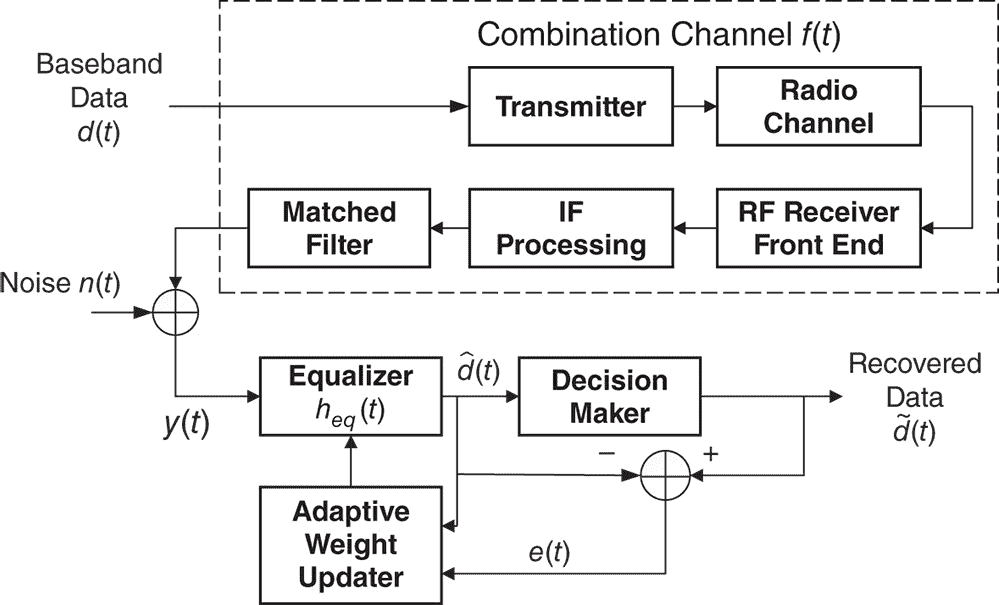 Combination Channel f(t)
Baseband
Data
d(t)
Transmitter
Radio
Channel
Matched
Filter
IF
Processing
RF Receiver
Front End
Noise n(t)
y(t)
Equalizer
h_eq(t)
d̂(t)
Decision
Maker
Recovered
Data
d̃(t)
−
+
Adaptive
Weight
Updater
e(t)